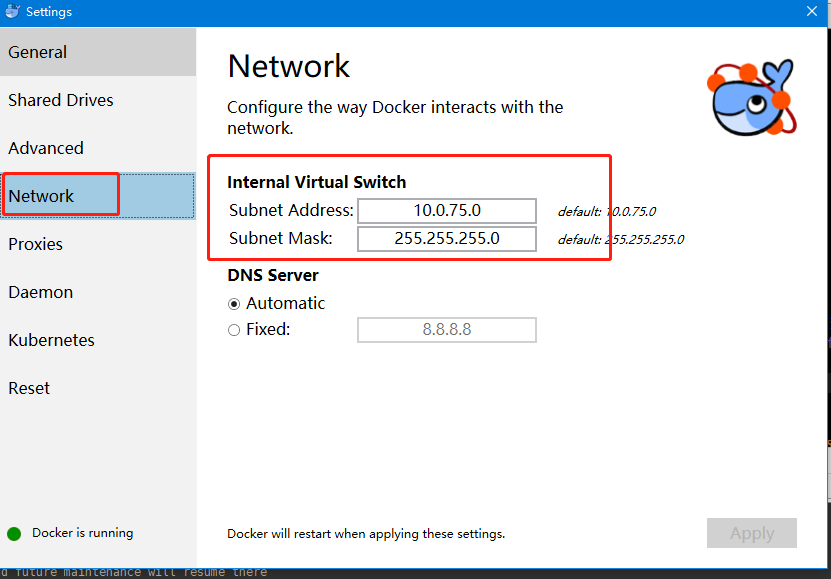 Settings
General
Shared Drives
Advanced
Network
Proxies
Daemon
Kubernetes
Reset
Docker is running
Network
Configure the way Docker interacts with the
network.
Internal Virtual Switch
Subnet Address: 10.0.75.0 default: 10.0.75.0
Subnet Mask: 255.255.255.0 default: 255.255.255.0
DNS Server
Automatic
Fixed: 8.8.8.8
Docker will restart when applying these settings. Apply
d future maintenance will resume there